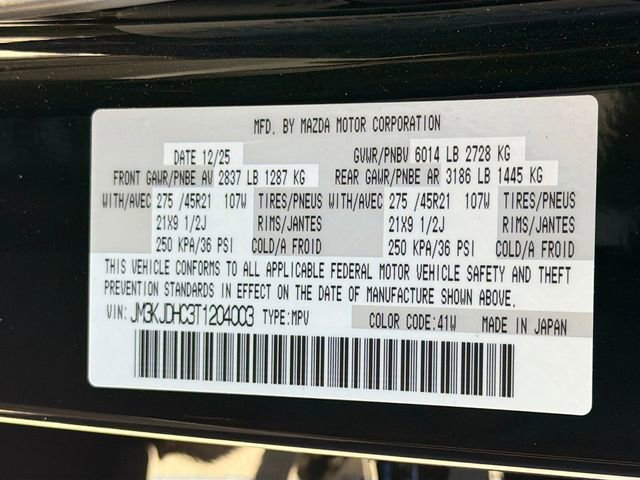 MFD. BY MAZDA MOTOR CORPORATION
DATE 12/25 GVWR/PNBV 6014 LB 2728 KG
FRONT GAWR/PNBE AV 2837 LB 1287 KG REAR GAWR/PNBE AR 3186 LB 1445 KG
WITH/AVEC 275 /45R21 107W TIRES/PNEUS WITH/AVEC 275 /45R21 107W TIRES/PNEUS
21X9 1/2J RIMS/JANTES 21X9 1/2J RIMS/JANTES
250 KPA/36 PSI COLD/A FROID 250 KPA/36 PSI COLD/A FROID
THIS VEHICLE CONFORMS TO ALL APPLICABLE FEDERAL MOTOR VEHICLE SAFETY AND THEFT
PREVENTION STANDARDS IN EFFECT ON THE DATE OF MANUFACTURE SHOWN ABOVE.
VIN: JM3KJDHC3T1204003 TYPE:MPV COLOR CODE:41W MADE IN JAPAN